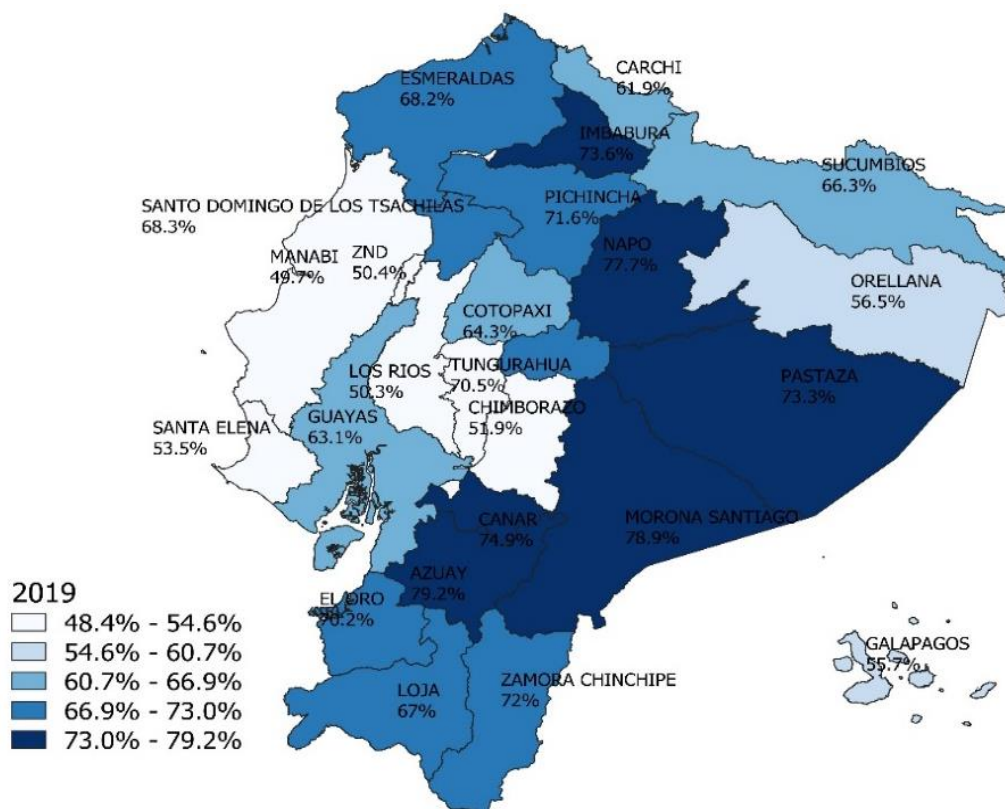 ESMERALDAS
68.2%
CARCHI
61.9%
IMBABURA
73.6%
SUCUMBIOS
66.3%
SANTO DOMINGO DE LOS TSACHILAS
68.3%
PICHINCHA
71.6%
MANABI
49.7%
ZND
50.4%
NAPO
77.7%
ORELLANA
56.5%
COTOPAXI
64.3%
LOS RIOS
50.3%
TUNGURAHUA
70.5%
PASTAZA
73.3%
CHIMBORAZO
51.9%
SANTA ELENA
53.5%
GUAYAS
63.1%
CANAR
74.9%
MORONA SANTIAGO
78.9%
AZUAY
79.2%
EL ORO
70.2%
GALAPAGOS
55.7%
LOJA
67%
ZAMORA CHINCHIPE
72%
2019
48.4% - 54.6%
54.6% - 60.7%
60.7% - 66.9%
66.9% - 73.0%
73.0% - 79.2%